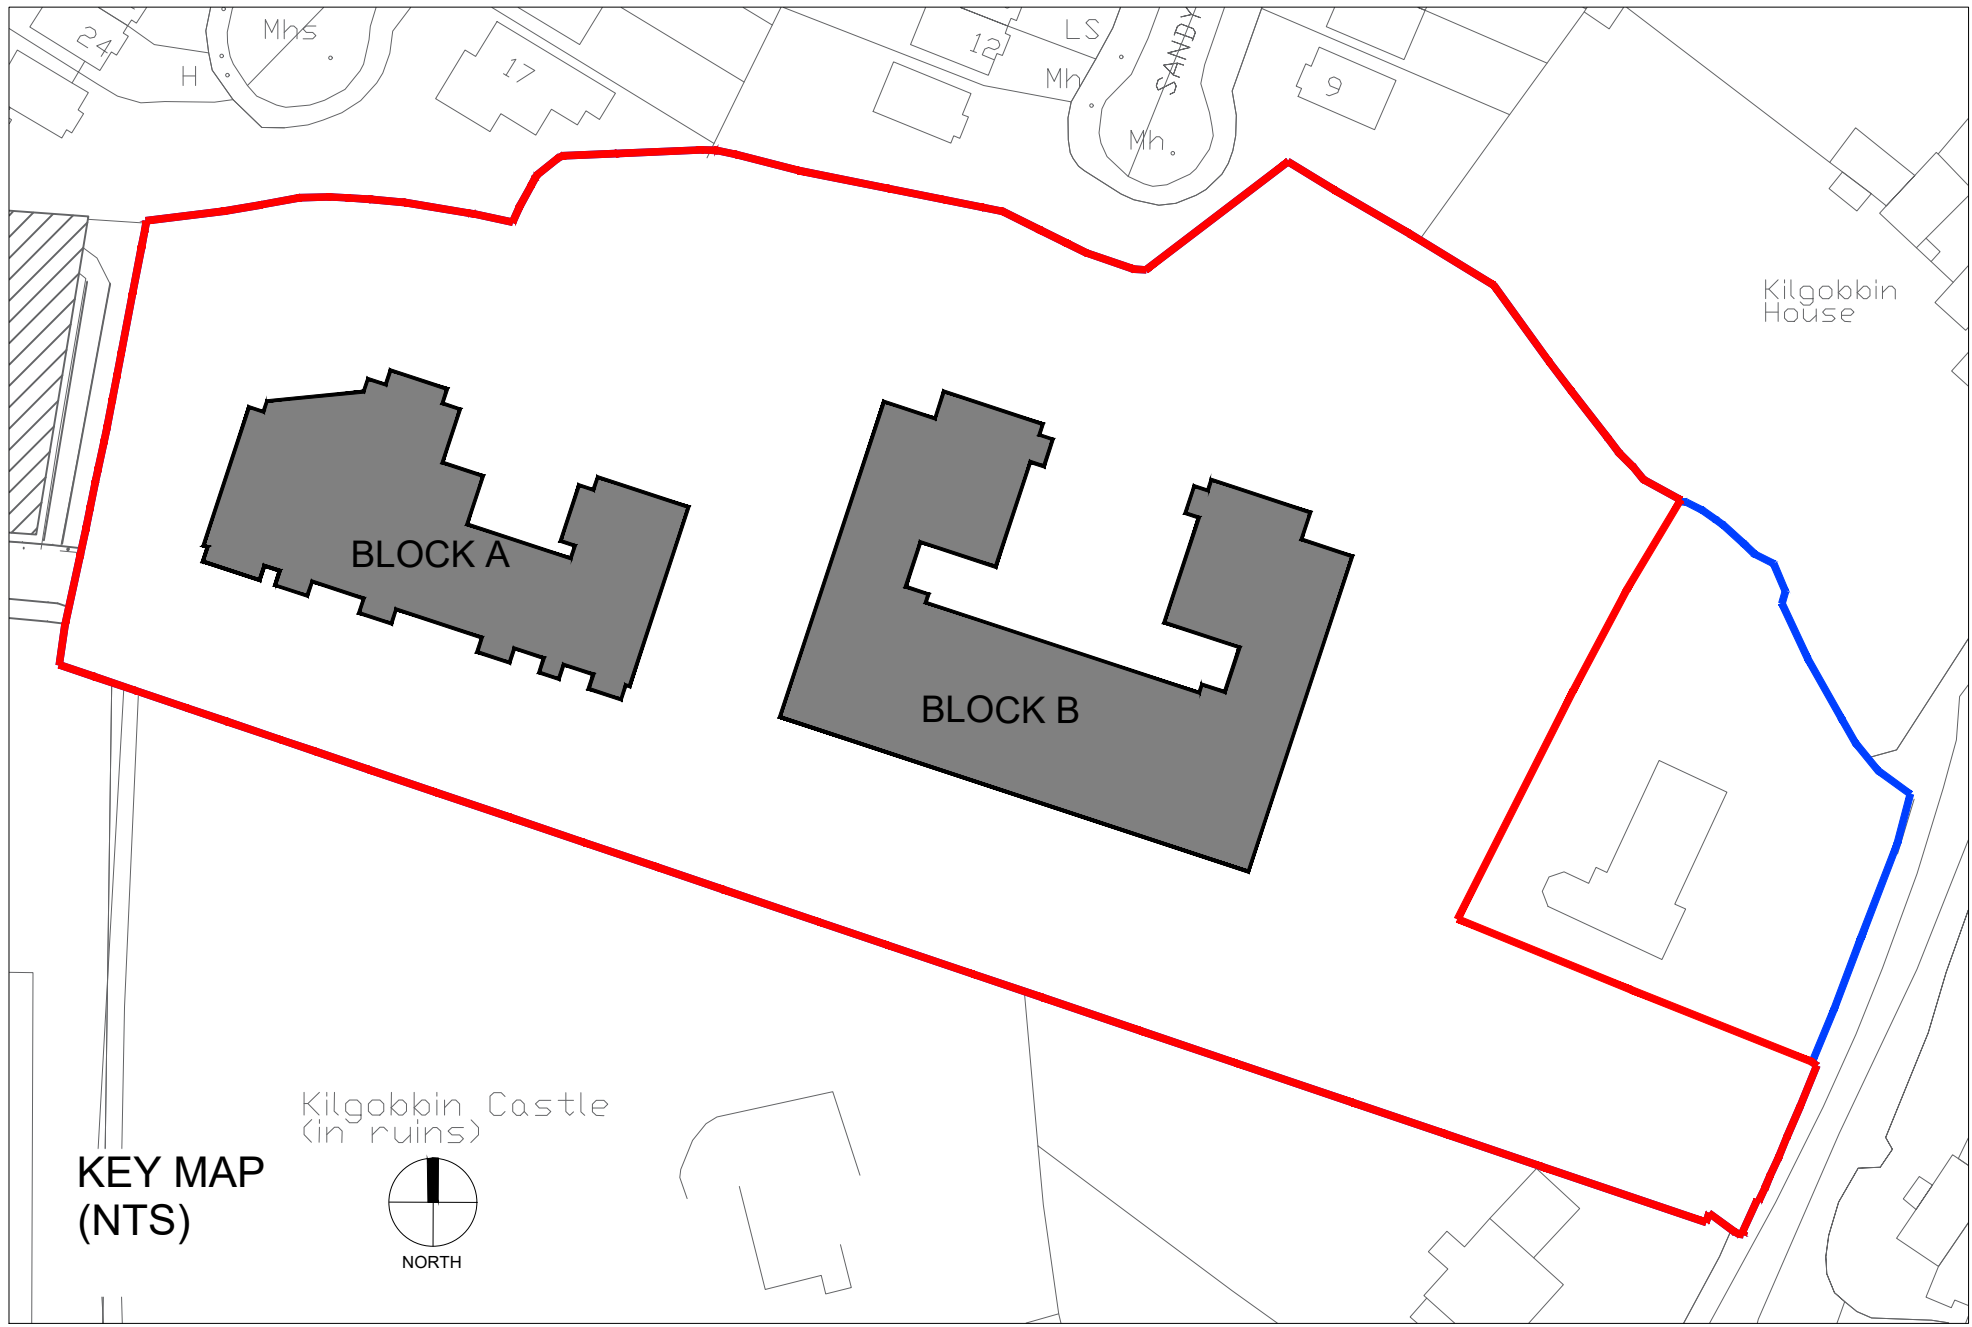 24
Mhs
H
17
12
LS
Mh
SANDY
Mh
9
Kilgobbin
House
BLOCK A
BLOCK B
Kilgobbin Castle
(in ruins)
KEY MAP
(NTS)
NORTH